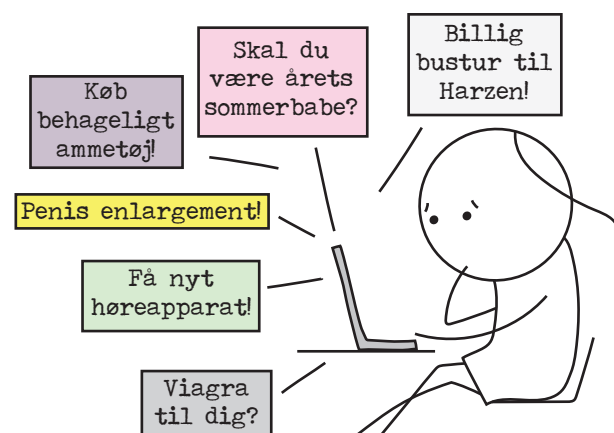 Skal du
være årets
sommerbabe?
Billig
bustur til
Harzen!
Køb
behageligt
ammetøj!
Penis enlargement!
Få nyt
høreapparat!
Viagra
til dig?